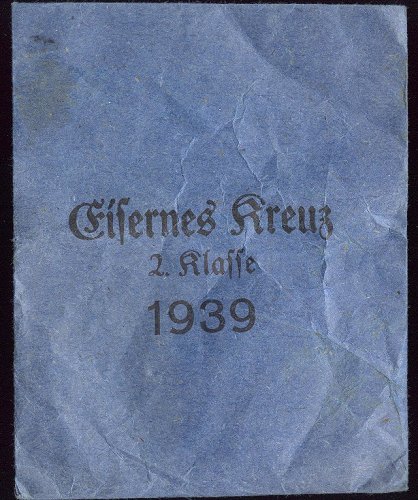 Eisernes Kreuz
2. Klasse
1939